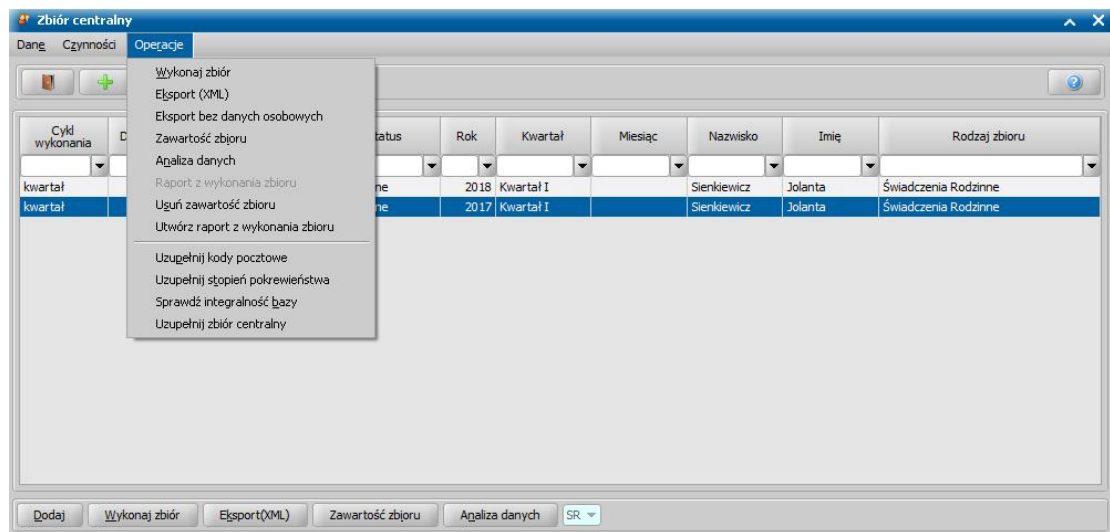 Zbiór centralny
Dane Czynności Operacje
Wykonaj zbiór
Eksport (XML)
Eksport bez danych osobowych
Zawartość zbioru
Analiza danych
Raport z wykonania zbioru
Usuń zawartość zbioru
Utwórz raport z wykonania zbioru
Uzupełnij kody pocztowe
Uzupełnij stopień pokrewieństwa
Sprawdź integralność bazy
Uzupełnij zbiór centralny
Cykl wykonania D tatus Rok Kwartał Miesiąc Nazwisko Imię Rodzaj zbioru
kwartał ne 2018 Kwartał I Sienkiewicz Jolanta Świadczenia Rodzinne
kwartał ne 2017 Kwartał I Sienkiewicz Jolanta Świadczenia Rodzinne
Dodaj Wykonaj zbiór Eksport(XML) Zawartość zbioru Analiza danych SR